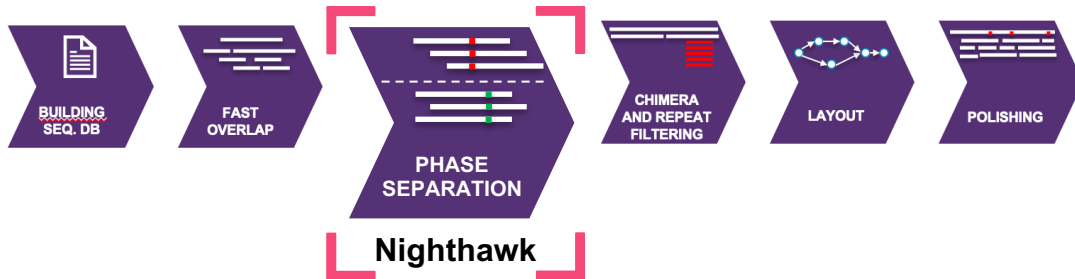 BUILDING
SEQ. DB
FAST
OVERLAP
PHASE
SEPARATION
Nighthawk
CHIMERA
AND REPEAT
FILTERING
LAYOUT
POLISHING